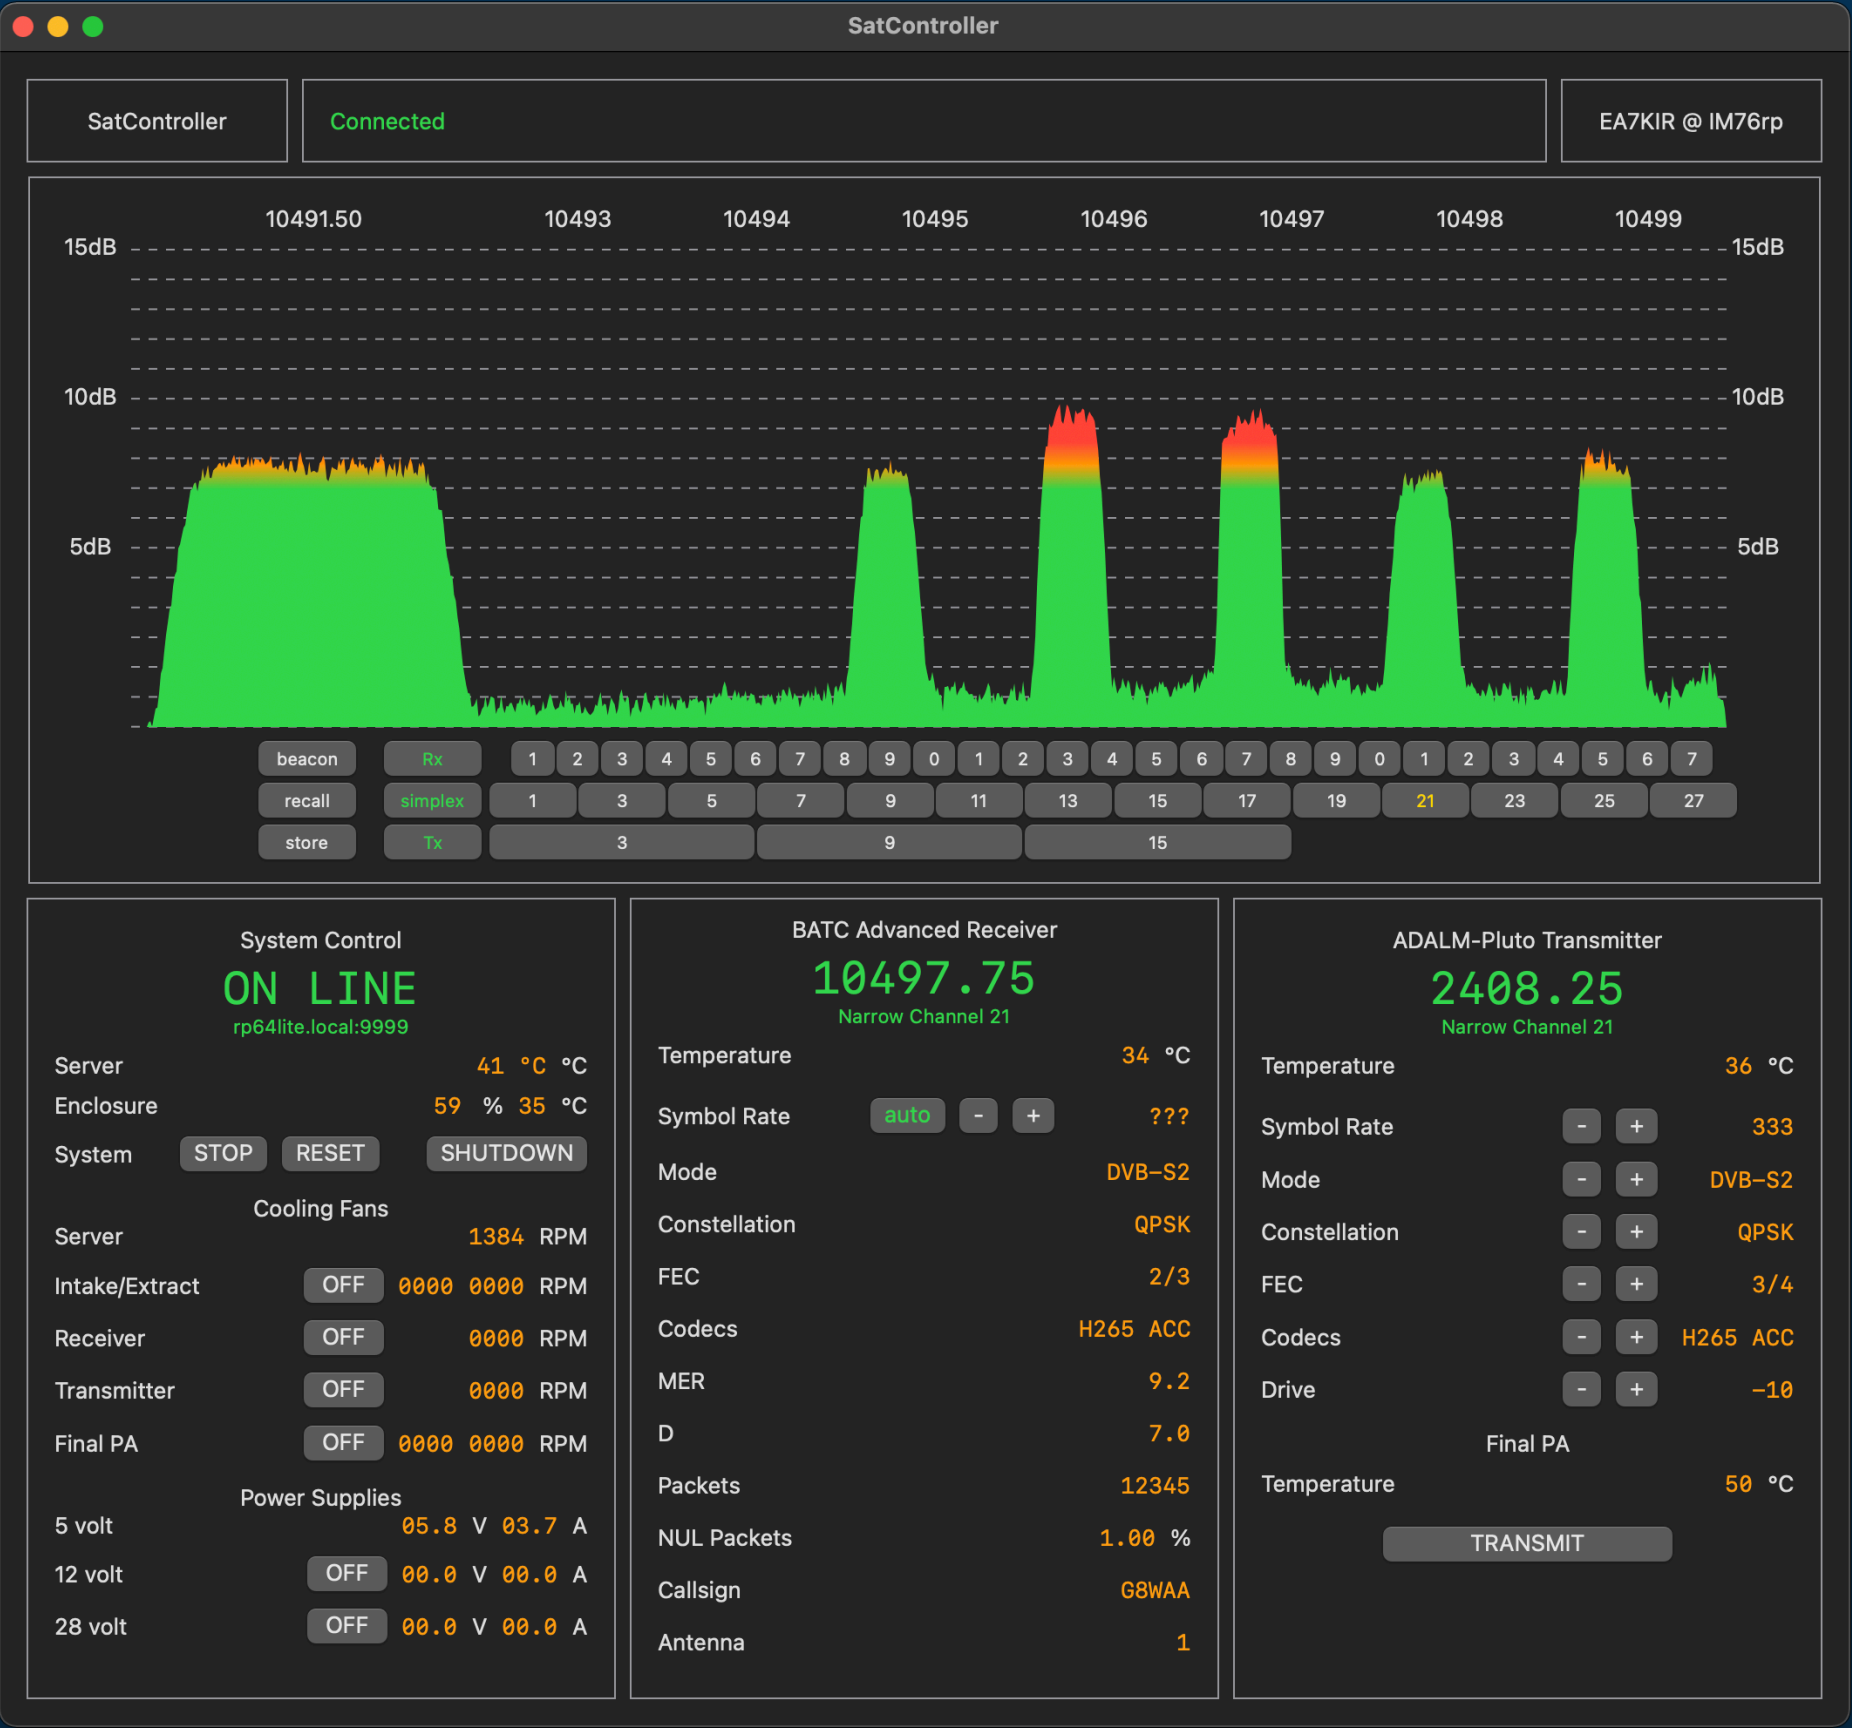 SatController
SatController Connected EA7KIR @ IM76rp
10491.50 10493 10494 10495 10496 10497 10498 10499
15dB 15dB
10dB 10dB
5dB 5dB
beacon Rx 1 2 3 4 5 6 7 8 9 0 1 2 3 4 5 6 7 8 9 0 1 2 3 4 5 6 7
recall simplex 1 3 5 7 9 11 13 15 17 19 21 23 25 27
store Tx 3 9 15
System Control
ON LINE
rp64lite.local:9999
Server 41 °C °C
Enclosure 59 % 35 °C
System STOP RESET SHUTDOWN
Cooling Fans
Server 1384 RPM
Intake/Extract OFF 0000 0000 RPM
Receiver OFF 0000 RPM
Transmitter OFF 0000 RPM
Final PA OFF 0000 0000 RPM
Power Supplies
5 volt 05.8 V 03.7 A
12 volt OFF 00.0 V 00.0 A
28 volt OFF 00.0 V 00.0 A
BATC Advanced Receiver
10497.75
Narrow Channel 21
Temperature 34 °C
Symbol Rate auto - + ???
Mode DVB-S2
Constellation QPSK
FEC 2/3
Codecs H265 ACC
MER 9.2
D 7.0
Packets 12345
NUL Packets 1.00 %
Callsign G8WAA
Antenna 1
ADALM-Pluto Transmitter
2408.25
Narrow Channel 21
Temperature 36 °C
Symbol Rate - + 333
Mode - + DVB-S2
Constellation - + QPSK
FEC - + 3/4
Codecs - + H265 ACC
Drive - + -10
Final PA
Temperature 50 °C
TRANSMIT